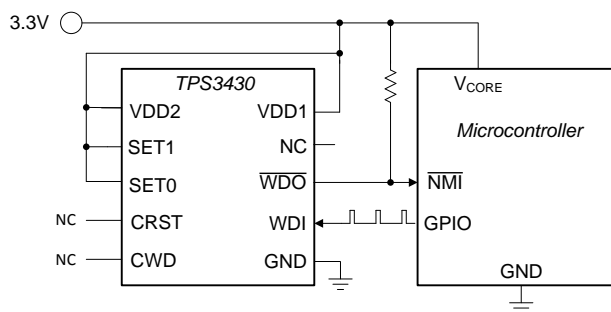 3.3V
TPS3430
VDD2
VDD1
SET1
NC
SET0
WDO
NC
CRST
WDI
NC
CWD
GND
VCORE
Microcontroller
NMI
GPIO
GND